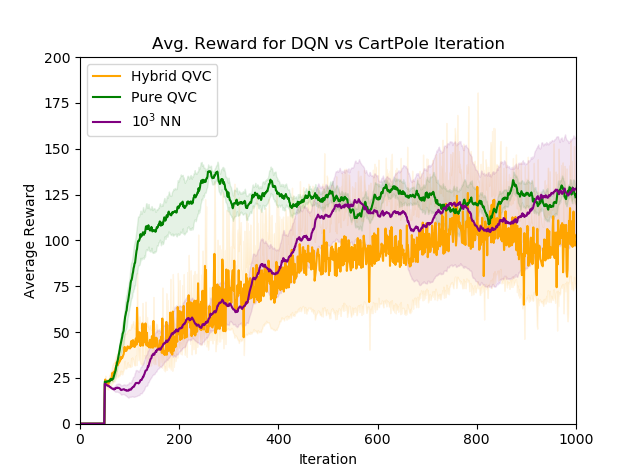 Avg. Reward for DQN vs CartPole Iteration
Hybrid QVC
Pure QVC
10³ NN
Average Reward
200
175
150
125
100
75
50
25
0
0 200 400 600 800 1000
Iteration